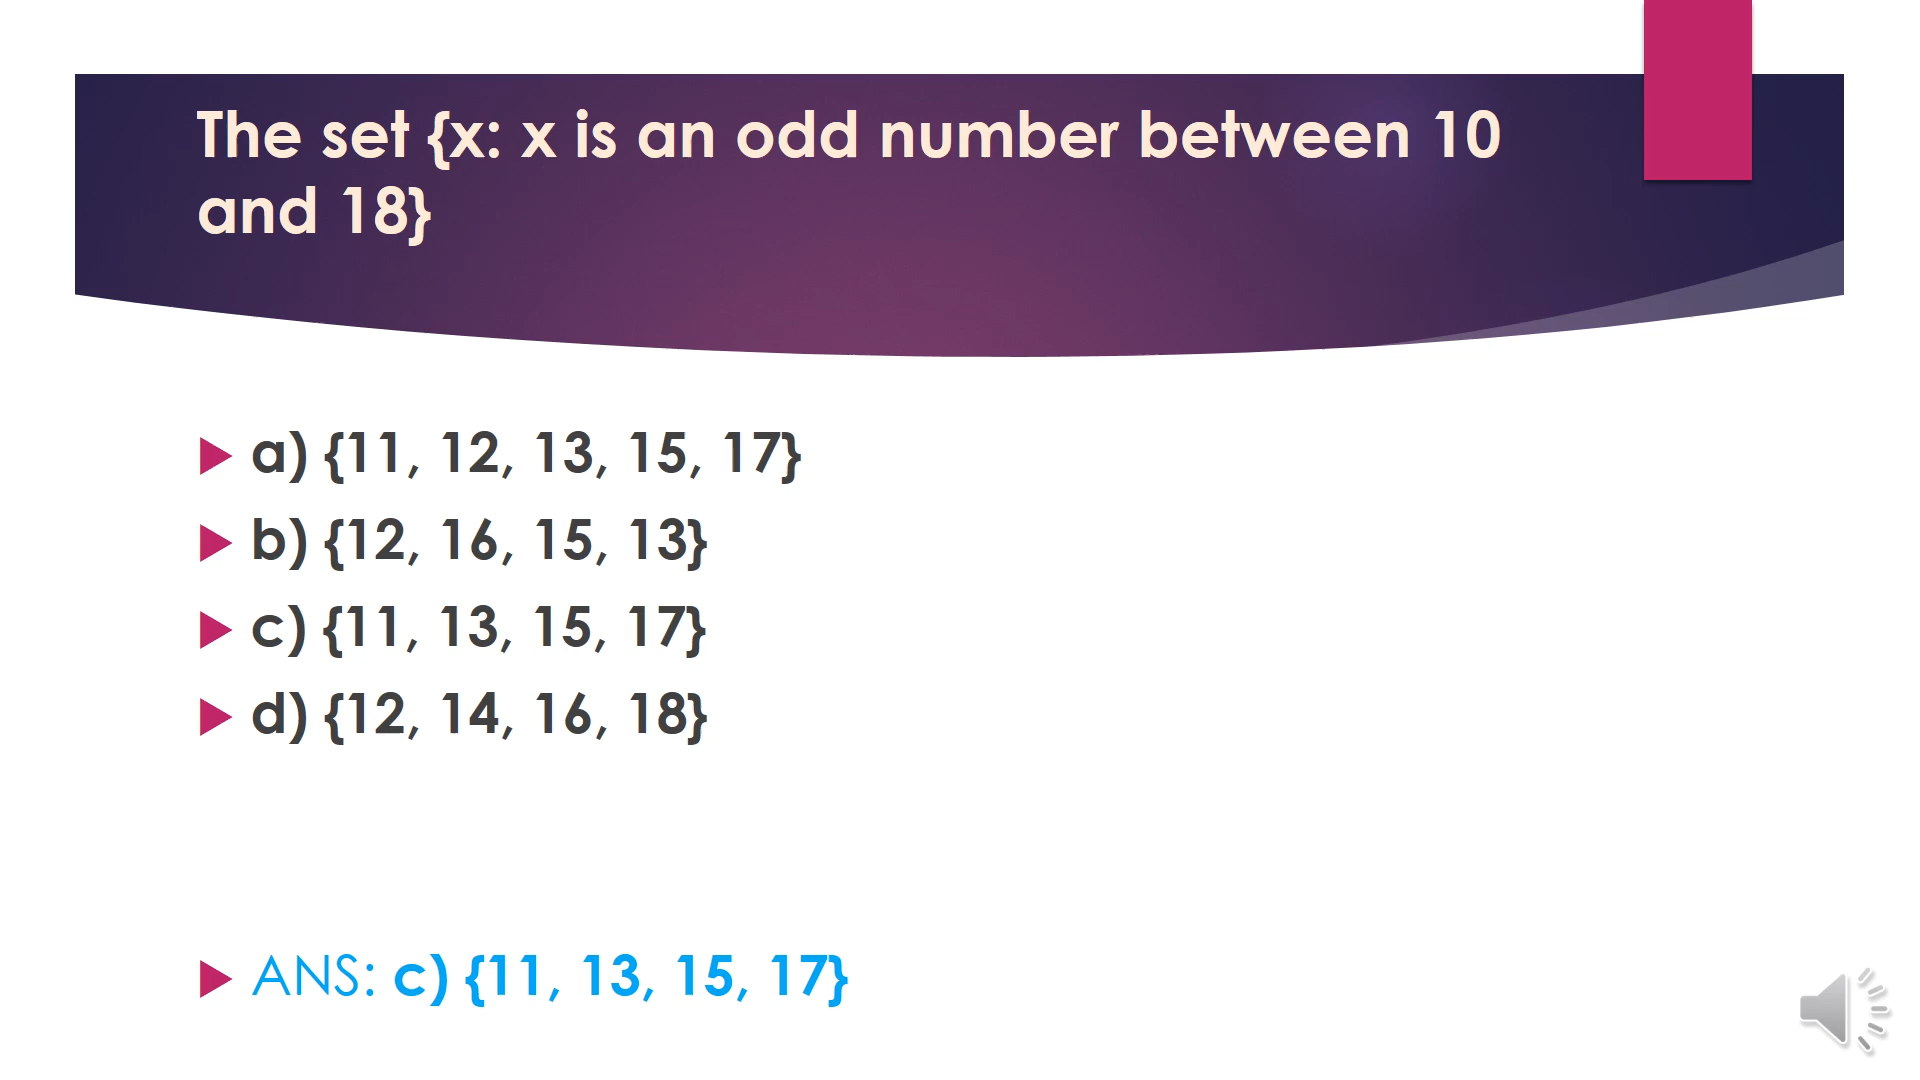 The set {x: x is an odd number between 10
and 18}
a) {11, 12, 13, 15, 17}
b) {12, 16, 15, 13}
c) {11, 13, 15, 17}
d) {12, 14, 16, 18}
ANS: c) {11, 13, 15, 17}